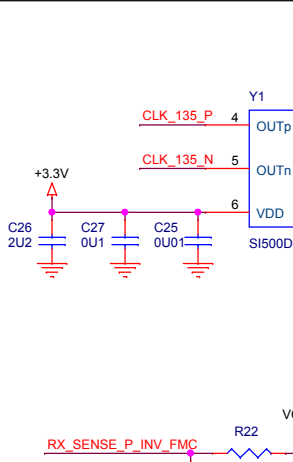 Y1
CLK_135_P 4 OUTp
CLK_135_N 5 OUTn
+3.3V
6 VDD
C26 C27 C25
2U2 0U1 0U01
SI500D
R22
RX_SENSE_P_INV_FMC